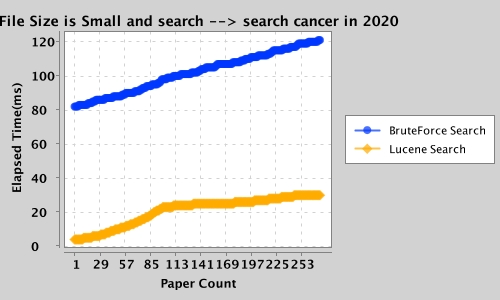 File Size is Small and search --> search cancer in 2020
120
100
80
60
40
20
0
Elapsed Time(ms)
1 29 57 85 113 141 169 197 225 253
Paper Count
BruteForce Search
Lucene Search